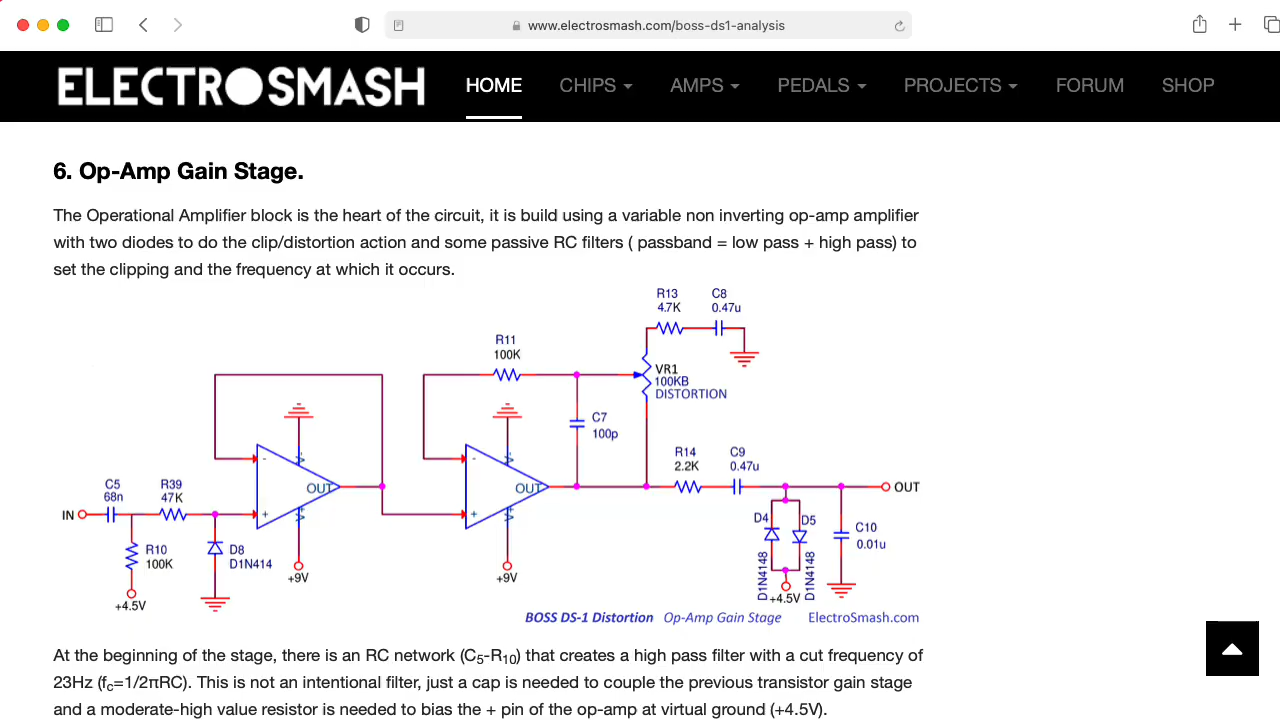 www.electrosmash.com/boss-ds1-analysis
ELECTROSMASH HOME CHIPS AMPS PEDALS PROJECTS FORUM SHOP
6. Op-Amp Gain Stage.
The Operational Amplifier block is the heart of the circuit, it is build using a variable non inverting op-amp amplifier
with two diodes to do the clip/distortion action and some passive RC filters ( passband = low pass + high pass) to
set the clipping and the frequency at which it occurs.
R13 C8
4.7K 0.47u
R11
100K
VR1
100KB
DISTORTION
C7
100p
R14 C9
2.2K 0.47u
C5 R39
68n 47K
- V- OUT - V- OUT OUT
IN + V+ + V+
D4 D5
C10
0.01u
R10 D8
100K D1N414
D1N4148 D1N4148
+9V +9V
+4.5V +4.5V
BOSS DS-1 Distortion Op-Amp Gain Stage ElectroSmash.com
At the beginning of the stage, there is an RC network (C5-R10) that creates a high pass filter with a cut frequency of
23Hz (fc=1/2πRC). This is not an intentional filter, just a cap is needed to couple the previous transistor gain stage
and a moderate-high value resistor is needed to bias the + pin of the op-amp at virtual ground (+4.5V).